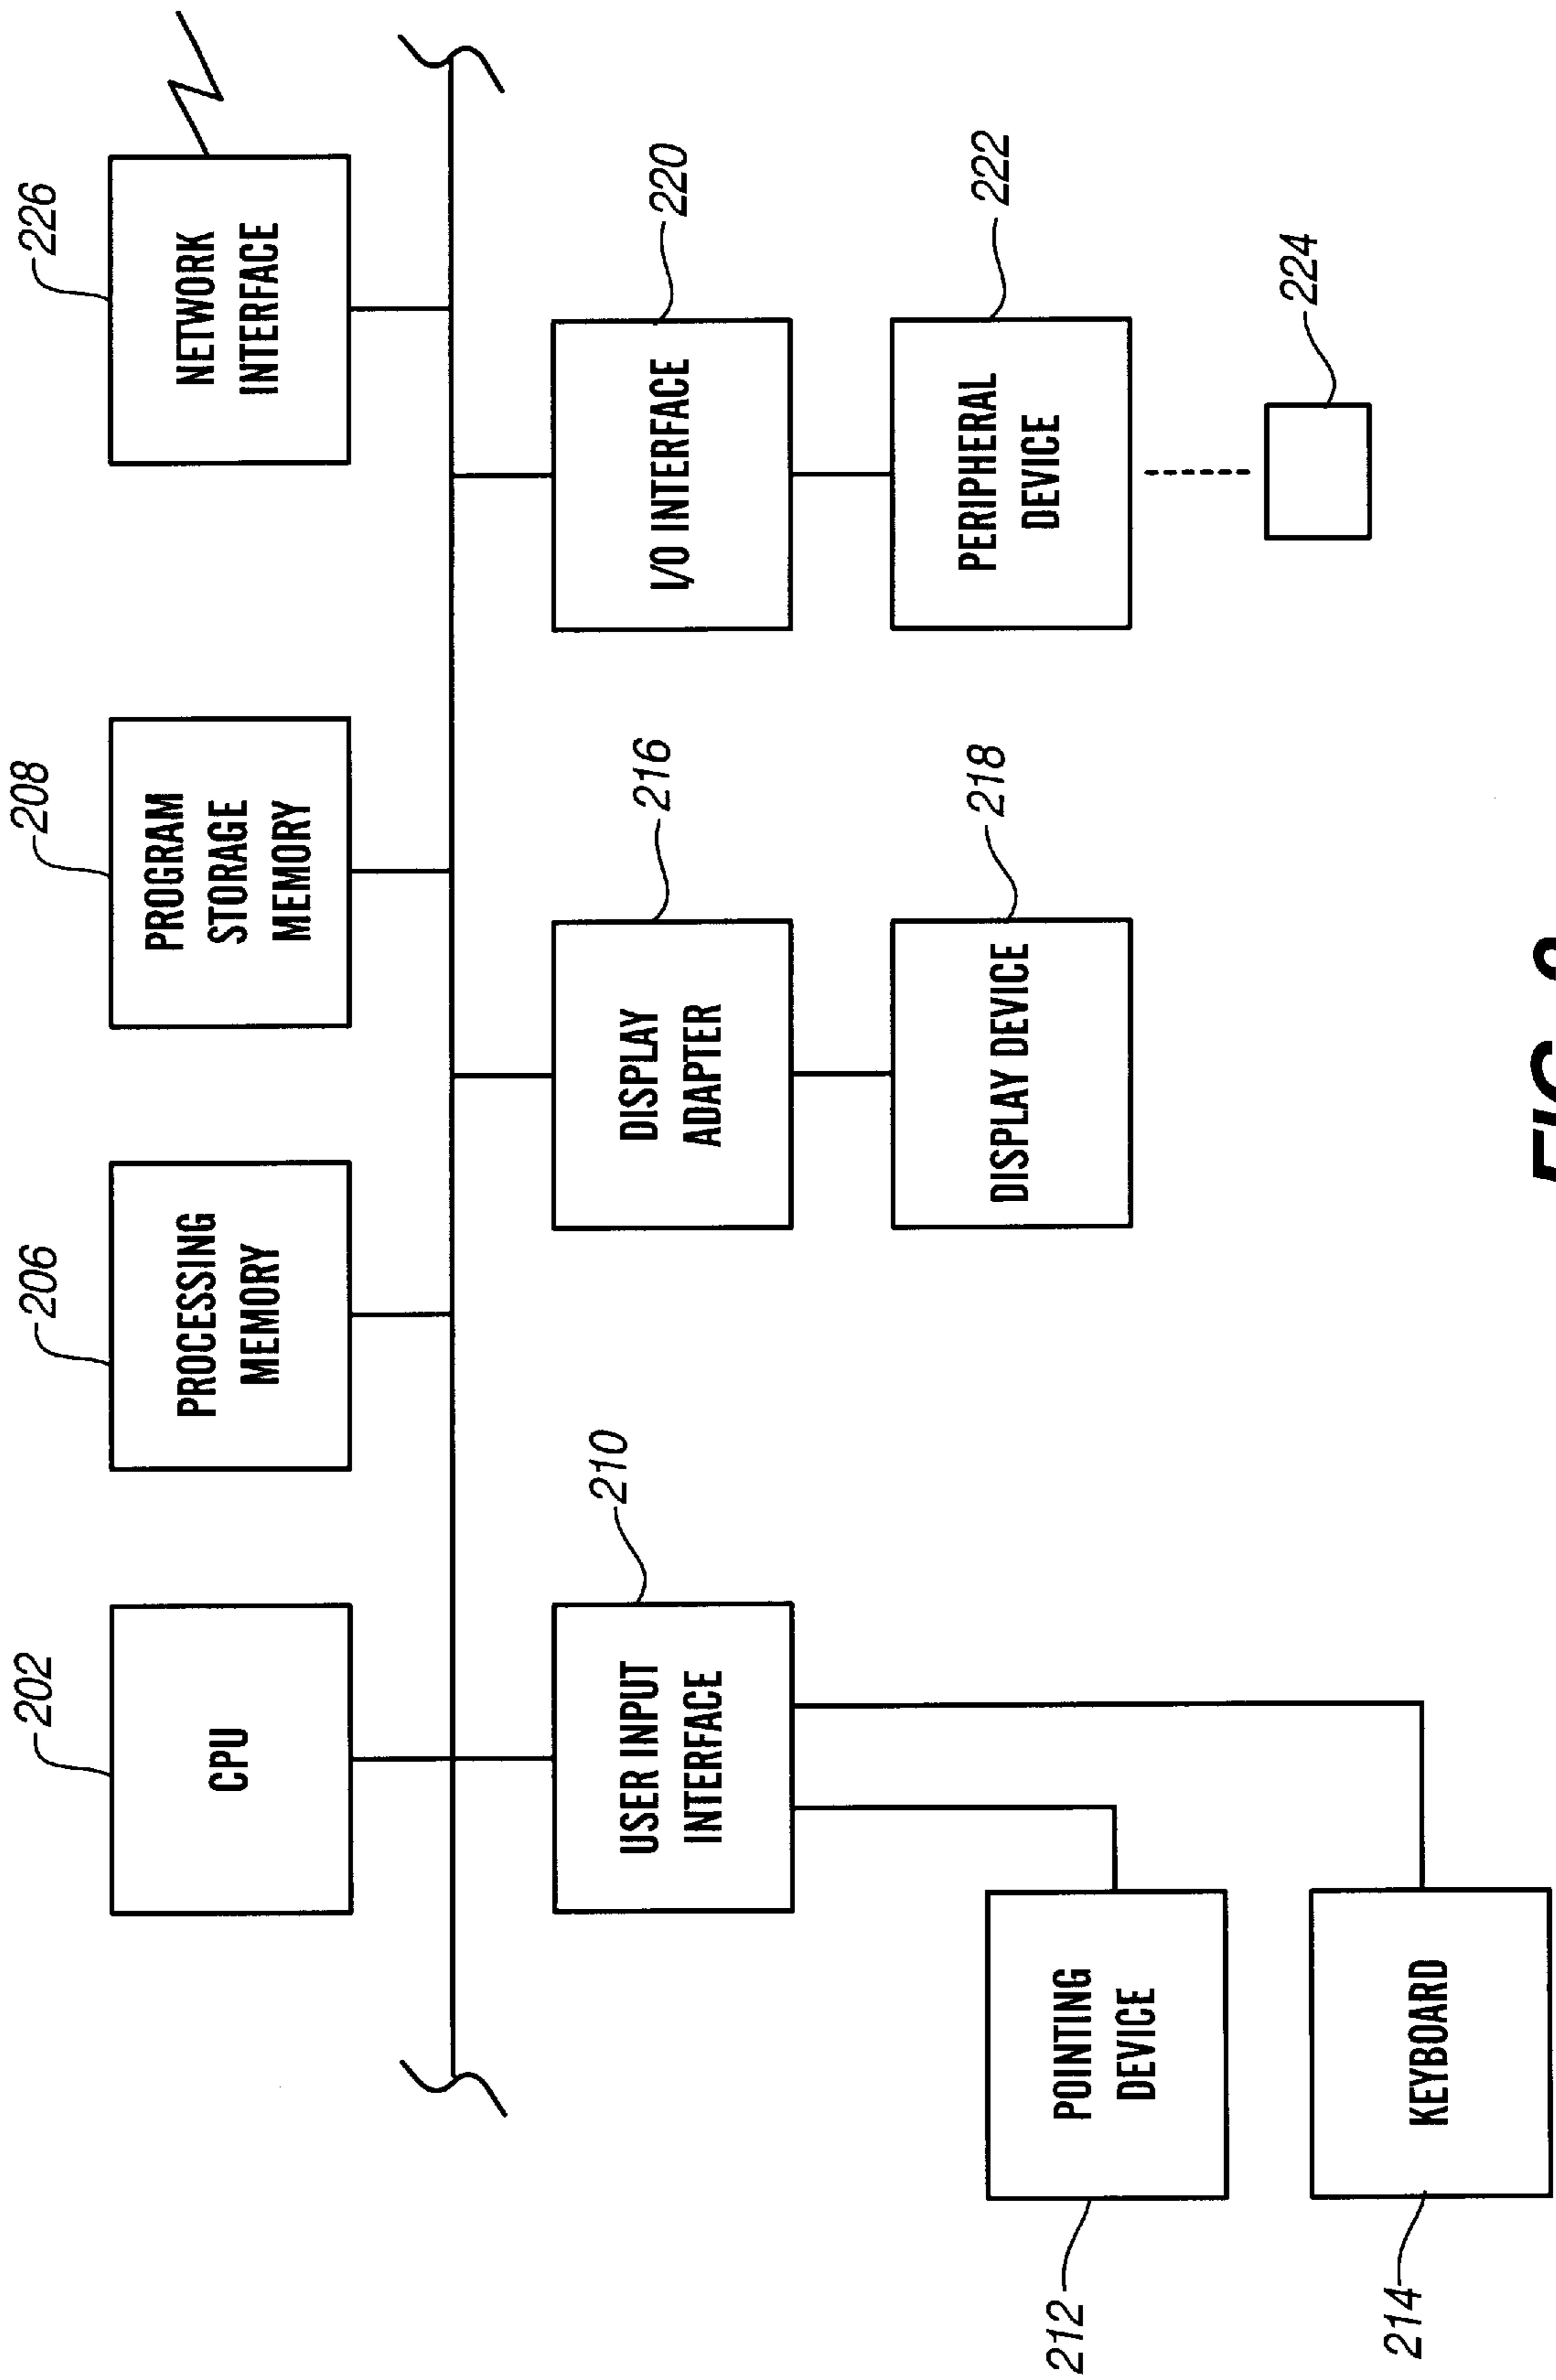 202
CPU
206
PROCESSING
MEMORY
208
PROGRAM
STORAGE
MEMORY
226
NETWORK
INTERFACE
210
USER INPUT
INTERFACE
216
DISPLAY
ADAPTER
220
I/O INTERFACE
212
POINTING
DEVICE
218
DISPLAY DEVICE
222
PERIPHERAL
DEVICE
214
KEYBOARD
224
FIG